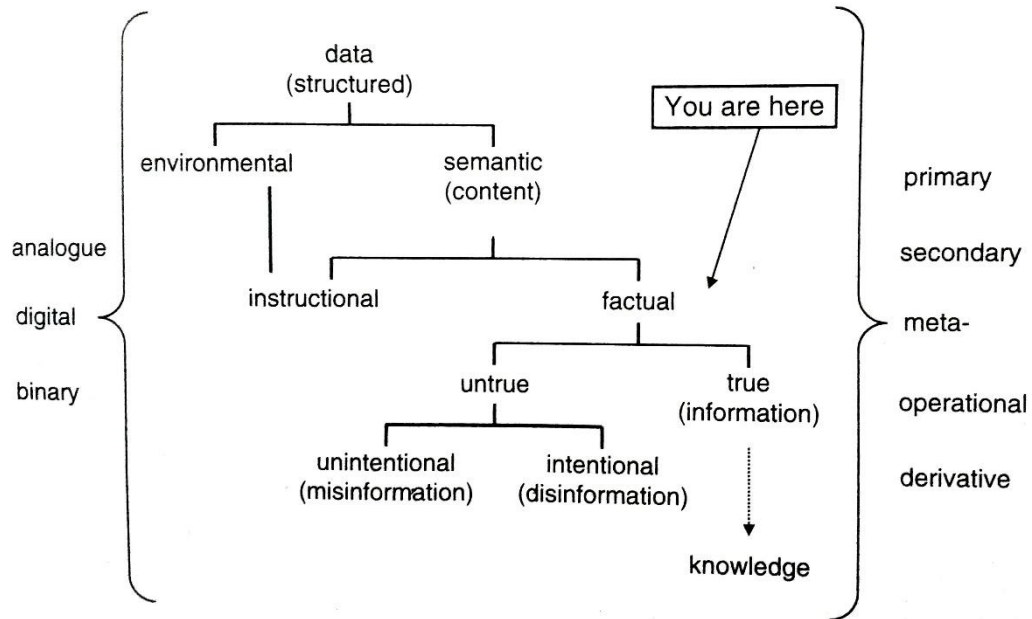 data
(structured)
You are here
environmental
semantic
(content)
primary
analogue
secondary
instructional
factual
digital
meta-
untrue
true
(information)
binary
operational
unintentional
(misinformation)
intentional
(disinformation)
derivative
knowledge